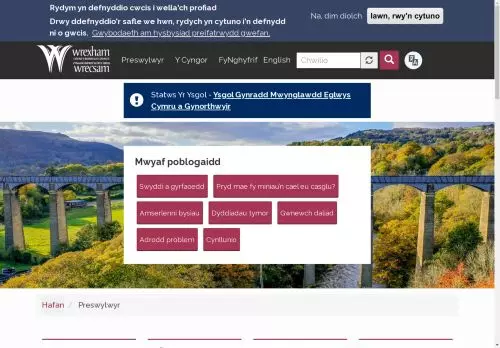 Rydym yn defnyddio cwcis i wella'ch profiad
Drwy ddefnyddio'r safle we hwn, rydych yn cytuno i'n defnydd
ni o gwcis. Gwybodaeth am hysbysiad preifatrwydd gwefan.
Na, dim diolch
Iawn, rwy'n cytuno
wrexham
wrecsam
Preswylwyr
Y Cyngor
FyNghyfrif
English
Chwilio
Statws Yr Ysgol - Ysgol Gynradd Mwynglawdd Eglwys
Cymru a Gynorthwyir
Mwyaf poblogaidd
Swyddi a gyrfaoedd
Pryd mae fy miniau'n cael eu casglu?
Amserlenni bysiau
Dyddiadau tymor
Gwnewch daliad
Adrodd problem
Cynllunio
Hafan / Preswylwyr